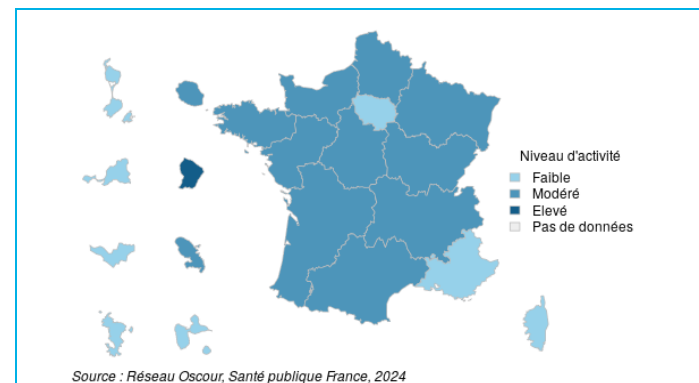 Niveau d'activité
Faible
Modéré
Elevé
Pas de données
Source : Réseau Oscour, Santé publique France, 2024